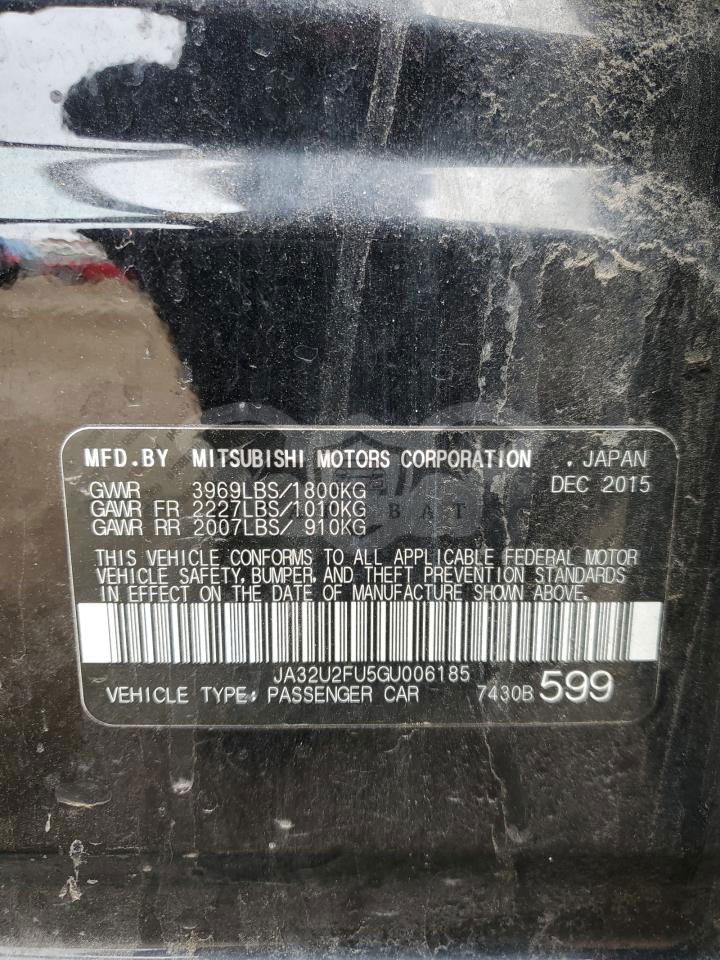 MFD.BY MITSUBISHI MOTORS CORPORATION , JAPAN
GVWR 3969LBS/1800KG DEC 2015
GAWR FR 2227LBS/1010KG
GAWR RR 2007LBS/ 910KG
THIS VEHICLE CONFORMS TO ALL APPLICABLE FEDERAL MOTOR
VEHICLE SAFETY, BUMPER, AND THEFT PREVENTION STANDARDS
IN EFFECT ON THE DATE OF MANUFACTURE SHOWN ABOVE.
JA32U2FU5GU006185
VEHICLE TYPE: PASSENGER CAR 7430B 599